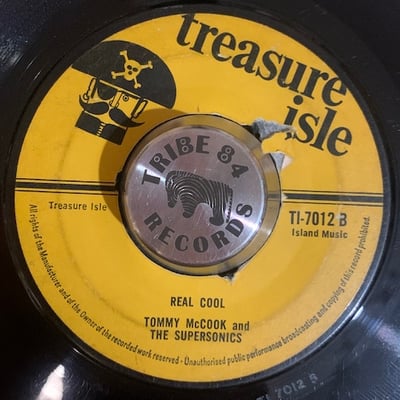 treasure
isle
TRIBE 84
RECORDS
Treasure Isle
TI-7012 B
Island Music
REAL COOL
TOMMY McCOOK and
THE SUPERSONICS
All rights of the Manufacturer and of the Owner of the recorded work reserved - Unauthorised public performance broadcasting and copying of this record prohibited.
TI 7012 B